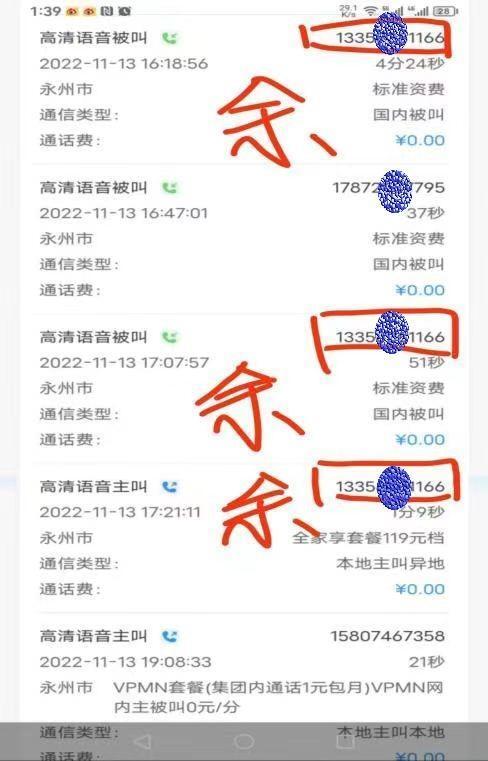 1:39 29.1 K/s 5G 4G 28
高清语音被叫 1335 1166
2022-11-13 16:18:56 4分24秒
永州市 标准资费
通信类型: 国内被叫
通话费: ¥0.00
余、
高清语音被叫 1787 795
2022-11-13 16:47:01 37秒
永州市 标准资费
通信类型: 国内被叫
通话费: ¥0.00
高清语音被叫 1335 1166
2022-11-13 17:07:57 51秒
永州市 标准资费
通信类型: 国内被叫
通话费: ¥0.00
余、
高清语音主叫 1335 1166
2022-11-13 17:21:11 1分9秒
余、
永州市 全家享套餐119元档
通信类型: 本地主叫异地
通话费: ¥0.00
高清语音主叫 15807467358
2022-11-13 19:08:33 21秒
永州市 VPMN套餐(集团内通话1元包月)VPMN网
内主被叫0元/分
通信类型: 本地主叫本地
通话费: ¥0.00